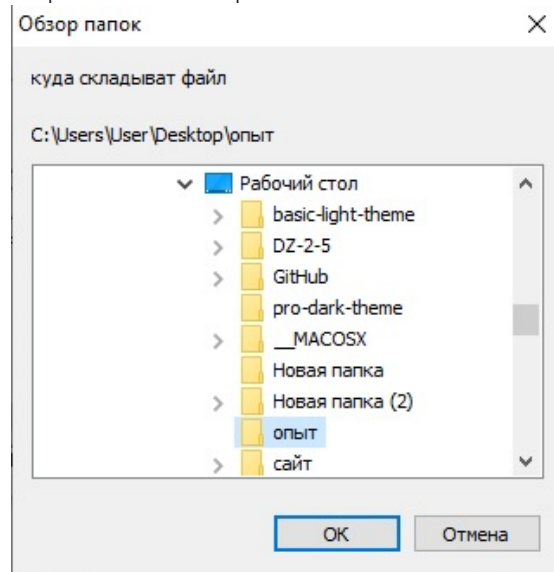 Обзор папок
куда складыват файл
C:\Users\User\Desktop\опыт
Рабочий стол
basic-light-theme
DZ-2-5
GitHub
pro-dark-theme
__MACOSX
Новая папка
Новая папка (2)
опыт
сайт
ОК
Отмена